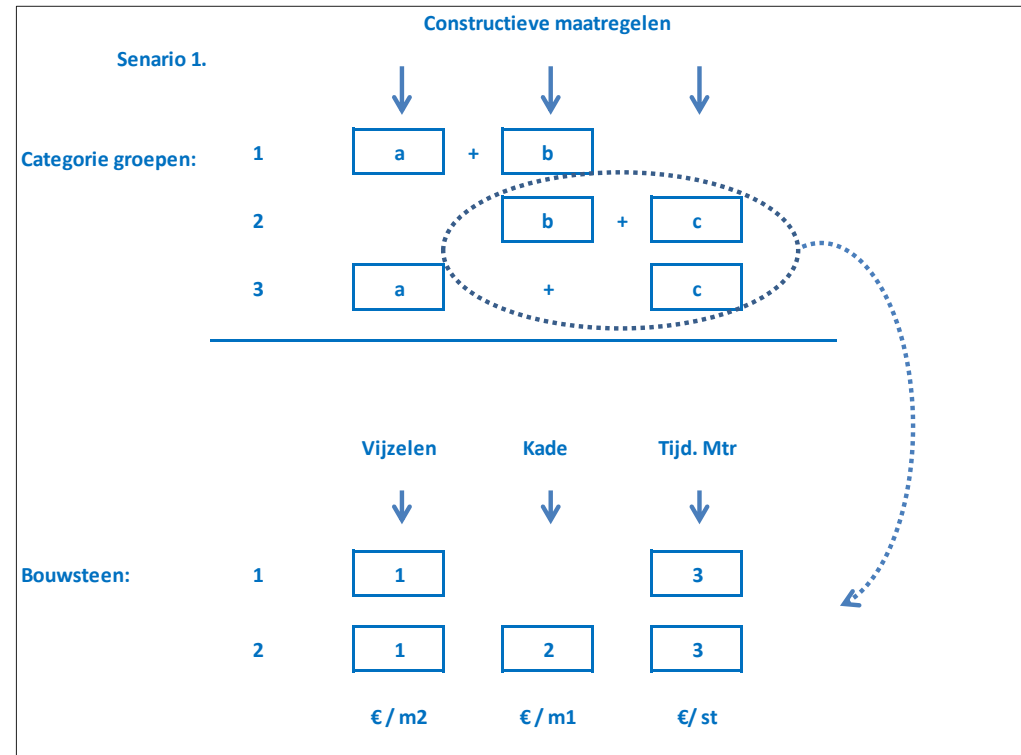 Constructieve maatregelen
Senario 1.
Categorie groepen: 1 a + b
2 b + c
3 a + c
Vijzelen Kade Tijd. Mtr
Bouwsteen: 1 1 3
2 1 2 3
€ / m2 € / m1 €/ st